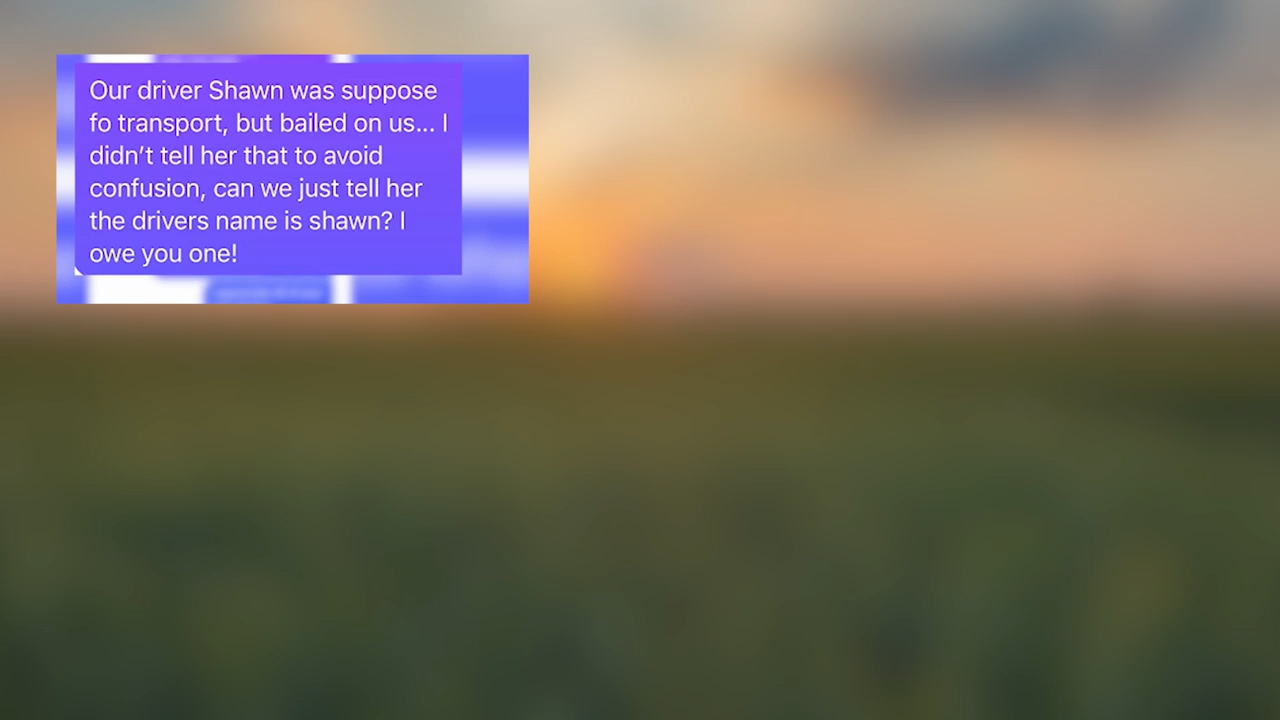 Our driver Shawn was suppose
fo transport, but bailed on us... I
didn’t tell her that to avoid
confusion, can we just tell her
the drivers name is shawn? I
owe you one!